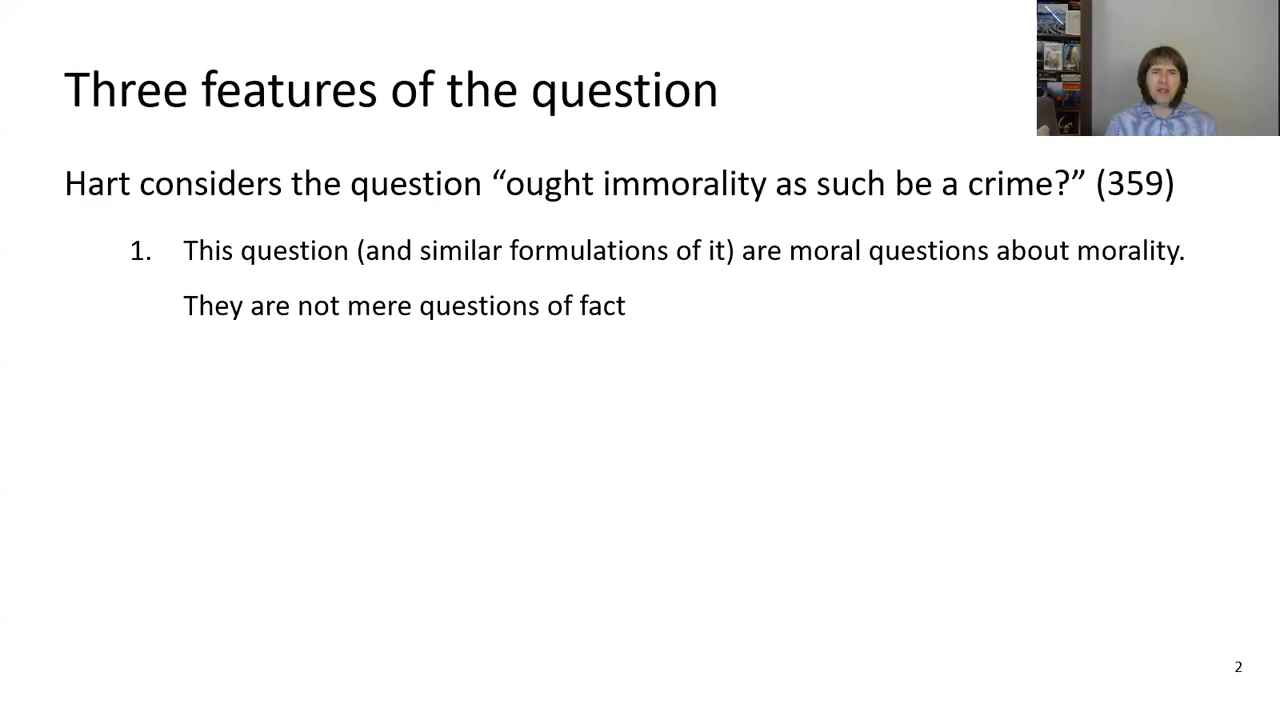 Three features of the question
Hart considers the question “ought immorality as such be a crime?” (359)
1. This question (and similar formulations of it) are moral questions about morality.
They are not mere questions of fact
2